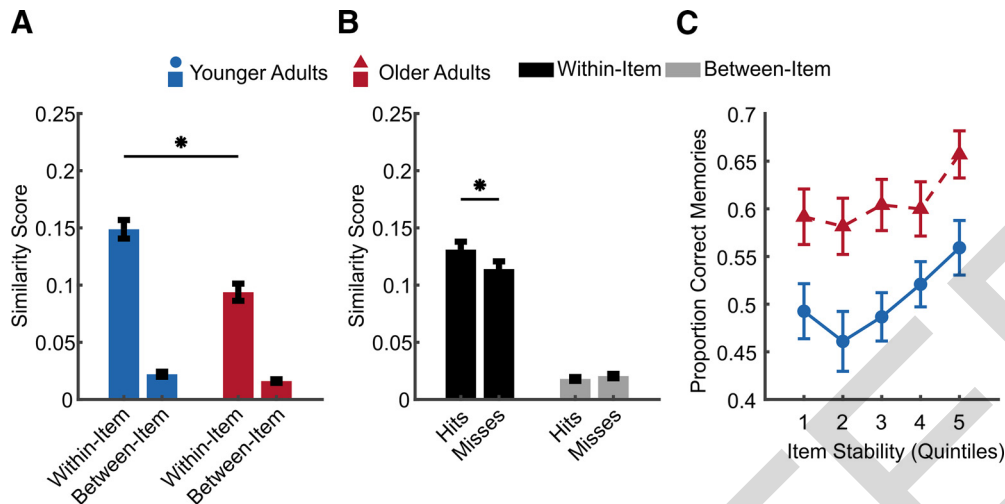 A
B
C
Younger Adults
Older Adults
Within-Item
Between-Item
Similarity Score
0.25
0.2
0.15
0.1
0.05
0
*
Within-Item
Between-Item
Within-Item
Between-Item
Similarity Score
0.25
0.2
0.15
0.1
0.05
0
*
Hits
Misses
Hits
Misses
Proportion Correct Memories
0.7
0.65
0.6
0.55
0.5
0.45
0.4
1 2 3 4 5
Item Stability (Quintiles)